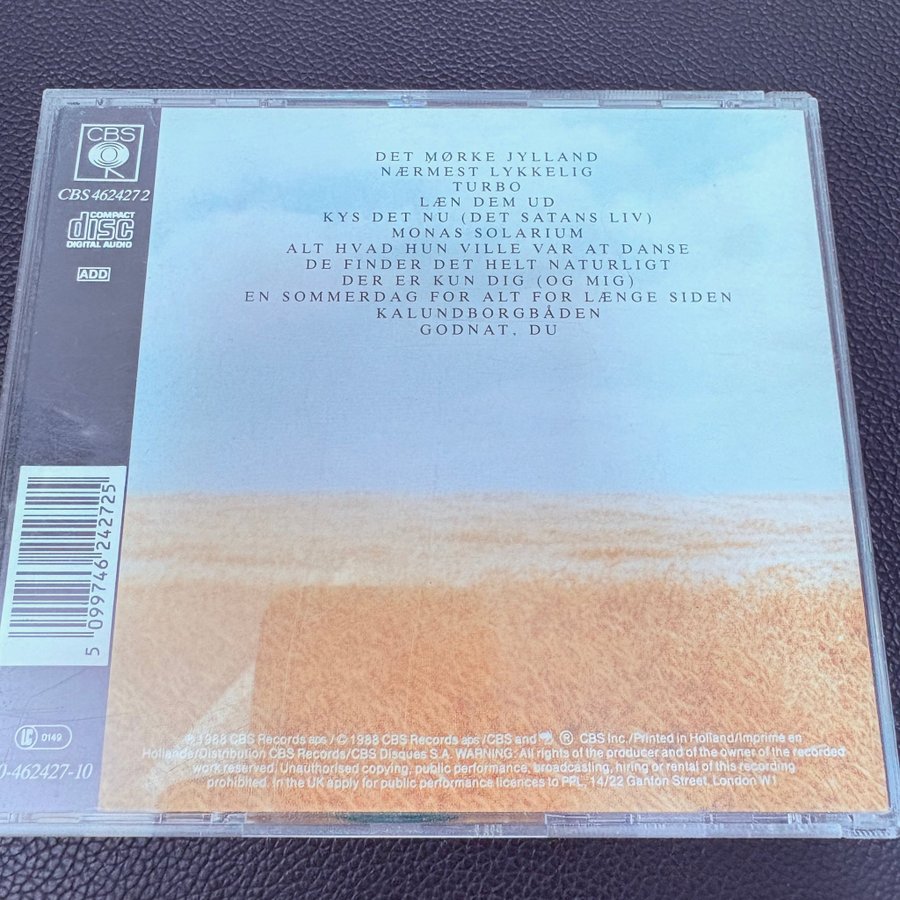 CBS
CBS 462427 2
COMPACT
disc
DIGITAL AUDIO
ADD
DET MØRKE JYLLAND
NÆRMEST LYKKELIG
TURBO
LÆN DEM UD
KYS DET NU (DET SATANS LIV)
MONAS SOLARIUM
ALT HVAD HUN VILLE VAR AT DANSE
DE FINDER DET HELT NATURLIGT
DER ER KUN DIG (OG MIG)
EN SOMMERDAG FOR ALT FOR LÆNGE SIDEN
KALUNDBORGBÅDEN
GODNAT, DU
5 099746 242725
LC 0149
0-462427-10
℗ 1988 CBS Records aps / © 1988 CBS Records aps / CBS and ® CBS Inc. / Printed in Holland / Imprimé en
Hollande / Distribution CBS Records / CBS Disques S.A. WARNING: All rights of the producer and of the owner of the recorded
work reserved. Unauthorised copying, public performance, broadcasting, hiring or rental of this recording
prohibited. In the UK apply for public performance licences to PPL, 14/22 Ganton Street, London W1